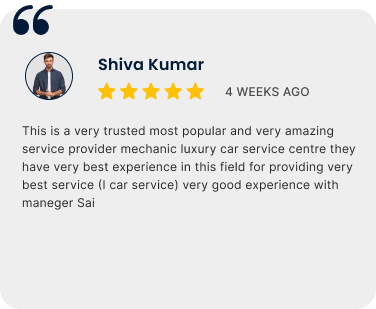 Shiva Kumar
4 WEEKS AGO
This is a very trusted most popular and very amazing
service provider mechanic luxury car service centre they
have very best experience in this field for providing very
best service (I car service) very good experience with
maneger Sai